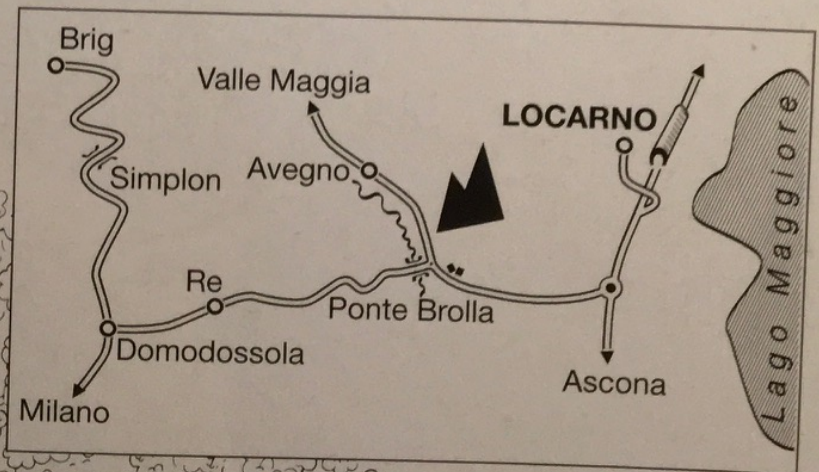 Brig
Valle Maggia
LOCARNO
Avegno
Simplon
Re
Ponte Brolla
Domodossola
Ascona
Milano
Lago Maggiore